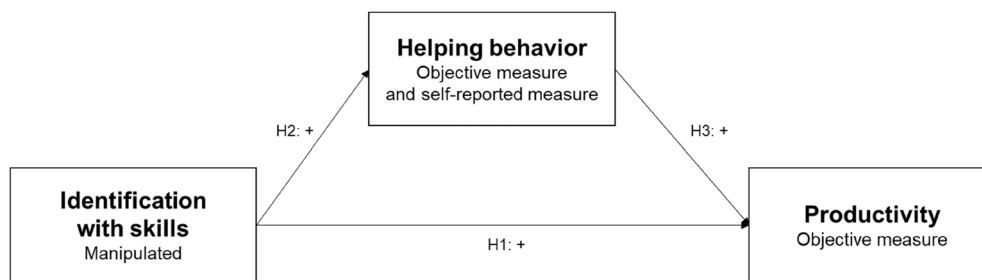 Helping behavior
Objective measure
and self-reported measure
H2: +
H3: +
Identification
with skills
Manipulated
H1: +
Productivity
Objective measure